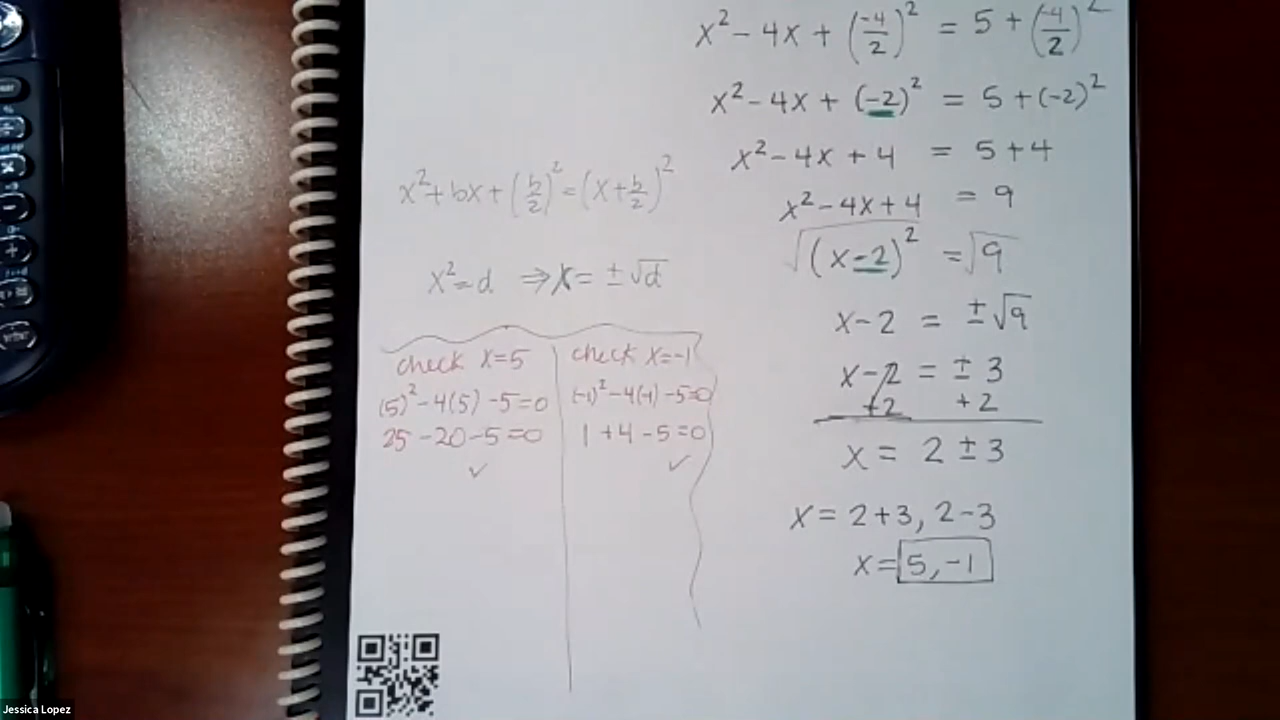 x² - 4x + (-4/2)² = 5 + (-4/2)²
x² - 4x + (-2)² = 5 + (-2)²
x² - 4x + 4 = 5 + 4
x² - 4x + 4 = 9
√(x - 2)² = √9
x - 2 = ± √9
x - 2 = ± 3
+2 +2
x = 2 ± 3
x = 2 + 3, 2 - 3
x = 5, -1
x² + bx + (b/2)² = (x + b/2)²
x² = d ⇒ x = ± √d
check x = 5
(5)² - 4(5) - 5 = 0
25 - 20 - 5 = 0
✓
check x = -1
(-1)² - 4(-1) - 5 = 0
1 + 4 - 5 = 0
✓
Jessica Lopez